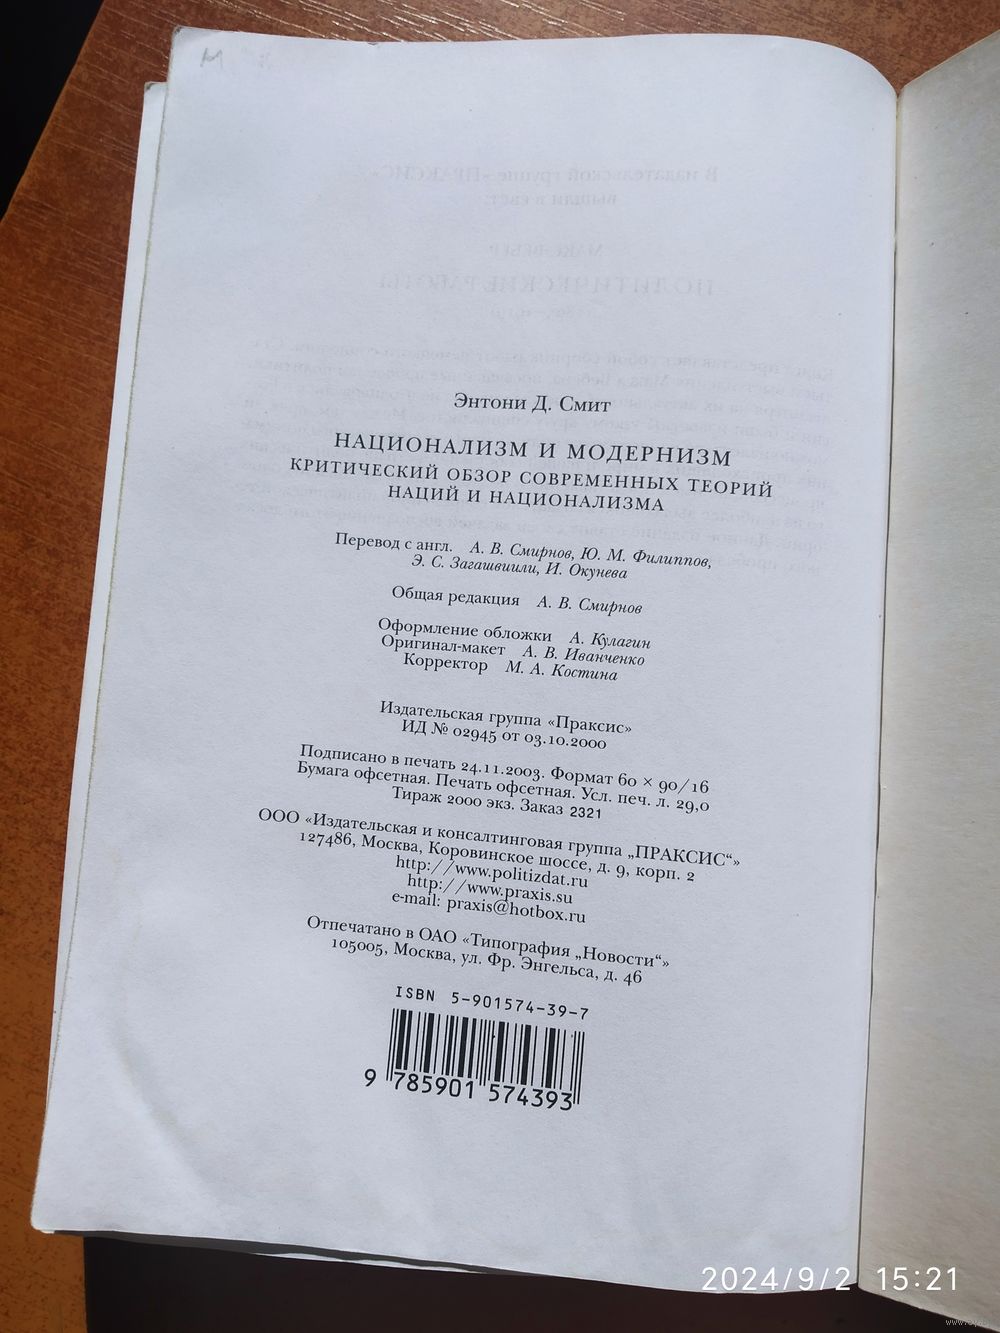 Энтони Д. Смит
НАЦИОНАЛИЗМ И МОДЕРНИЗМ
КРИТИЧЕСКИЙ ОБЗОР СОВРЕМЕННЫХ ТЕОРИЙ
НАЦИЙ И НАЦИОНАЛИЗМА
Перевод с англ. А. В. Смирнов, Ю. М. Филиппов,
Э. С. Загашвиили, И. Окунева
Общая редакция А. В. Смирнов
Оформление обложки А. Кулагин
Оригинал-макет А. В. Иванченко
Корректор М. А. Костина
Издательская группа «Праксис»
ИД № 02945 от 03.10.2000
Подписано в печать 24.11.2003. Формат 60 × 90/16
Бумага офсетная. Печать офсетная. Усл. печ. л. 29,0
Тираж 2000 экз. Заказ 2321
ООО «Издательская и консалтинговая группа „ПРАКСИС“»
127486, Москва, Коровинское шоссе, д. 9, корп. 2
http://www.politizdat.ru
http://www.praxis.su
e-mail: praxis@hotbox.ru
Отпечатано в ОАО «Типография „Новости“»
105005, Москва, ул. Фр. Энгельса, д. 46
ISBN 5-901574-39-7
9 785901 574393
2024/9/2 15:21